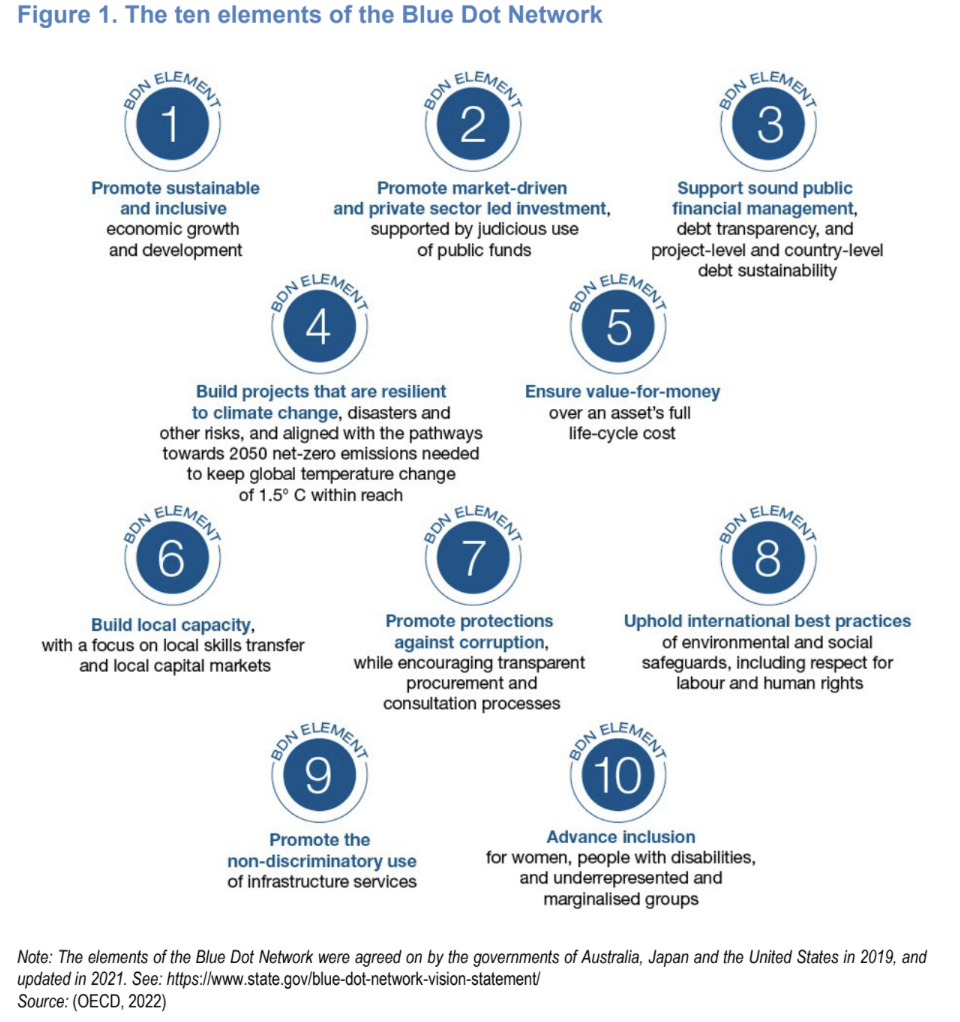 Figure 1. The ten elements of the Blue Dot Network
BDN ELEMENT
1
Promote sustainable
and inclusive
economic growth
and development
BDN ELEMENT
2
Promote market-driven
and private sector led investment,
supported by judicious use
of public funds
BDN ELEMENT
3
Support sound public
financial management,
debt transparency, and
project-level and country-level
debt sustainability
BDN ELEMENT
4
Build projects that are resilient
to climate change, disasters and
other risks, and aligned with the pathways
towards 2050 net-zero emissions needed
to keep global temperature change
of 1.5° C within reach
BDN ELEMENT
5
Ensure value-for-money
over an asset's full
life-cycle cost
BDN ELEMENT
6
Build local capacity,
with a focus on local skills transfer
and local capital markets
BDN ELEMENT
7
Promote protections
against corruption,
while encouraging transparent
procurement and
consultation processes
BDN ELEMENT
8
Uphold international best practices
of environmental and social
safeguards, including respect for
labour and human rights
BDN ELEMENT
9
Promote the
non-discriminatory use
of infrastructure services
BDN ELEMENT
10
Advance inclusion
for women, people with disabilities,
and underrepresented and
marginalised groups
Note: The elements of the Blue Dot Network were agreed on by the governments of Australia, Japan and the United States in 2019, and
updated in 2021. See: https://www.state.gov/blue-dot-network-vision-statement/
Source: (OECD, 2022)